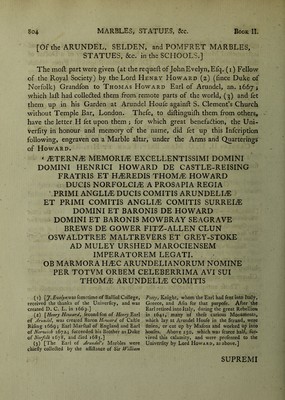 804 MARBLES, STATUES, &c. Book II.
[Of the ARUNDEL, SELDEN, and POMFRET MARBLES,
STATUES, &c. in the SCHOOLS.]
The moſt part were given (at the requeſt of John Evelyn, Eſq. (1) Fellow
of the Royal Society) by the Lord Henry Howard (2) (ſince Duke of
Norfolk) Grandſon to Thomas Howard Earl of Arundel, an. 1667;
which laſt had collected them from remote parts of the world, (3) and ſet
them up in his Garden at Arundel Houſe againſt S. Clement's Church
without Temple Bar, London. Theſe, to diſtinguiſh them from others,
have the letter H ſet upon them; for which great benefaction, the Uni-
verſity in honour and memory of the name, did ſet up this Inſcription
following, engraven on a Marble altar, under the Arms and Quarterings
of Howard.
ÆTERNÆ MEMORIÆ EXCELLENTISSIMI DOMINI
DOMINI HENRICI HOWARD DE CASTLE-REISING
FRATRIS ET HÆREDIS THOMÆ HOWARD
DUCIS NORFOLCIÆ A PROSAPIA REGIA
PRIMI ANGLIÆ DUCIS COMITIS ARUNDELIÆ
ET PRIMI COMITIS ANGLIÆ COMITIS SURREIÆ
DOMINI ET BARONIS DE HOWARD
DOMINI ET BARONIS MOWBRAY SEAGRAVE
BREWS DE GOWER FITZ-ALLEN CLUN
OSWALDTREE MALTREVERS ET GREY-STOKE
AD MULEY URSHED MAROCIENSEM
IMPERATOREM LEGATI.
OB MARMORA HÆC ARUNDELIANORUM NOMINE
PER TOTVM ORBEM CELEBERRIMA AVI SUI
THOMÆ ARUNDELLÆ COMITIS
(1) [J. Evelyn was ſometime of Balliol College,
received the thanks of the Univerſity, and was
created D. C. L. in 1669.]
(2) [Henry Howard, ſecond ſon of Henry Earl
of Arundel, was created Baron Howard of Caſtle
Riſing 1669; Earl Marſhal of England and Earl
of Norwich 1672; ſucceeded his Brother as Duke
of Norfolk 1678, and died 1683.]
(3) [The Earl of Arundel's Marbles were
chiefly collected by the aſſiſtance of Sir William
Petty, Knight, whom the Earl had ſent into Italy,
Greece, and Aſia for that purpoſe. After the
Earl retired into Italy, during the great Rebellion
in 1642, many of theſe curious Monuments,
which lay at Arundel Houſe in the Strand, were
ſtolen, or cut up by Maſons and worked up into
houſes. About 130, which was ſcarce half, ſur-
vived this calamity, and were profered to the
Univerſity by Lord Howard, as above.]
SUPREMI